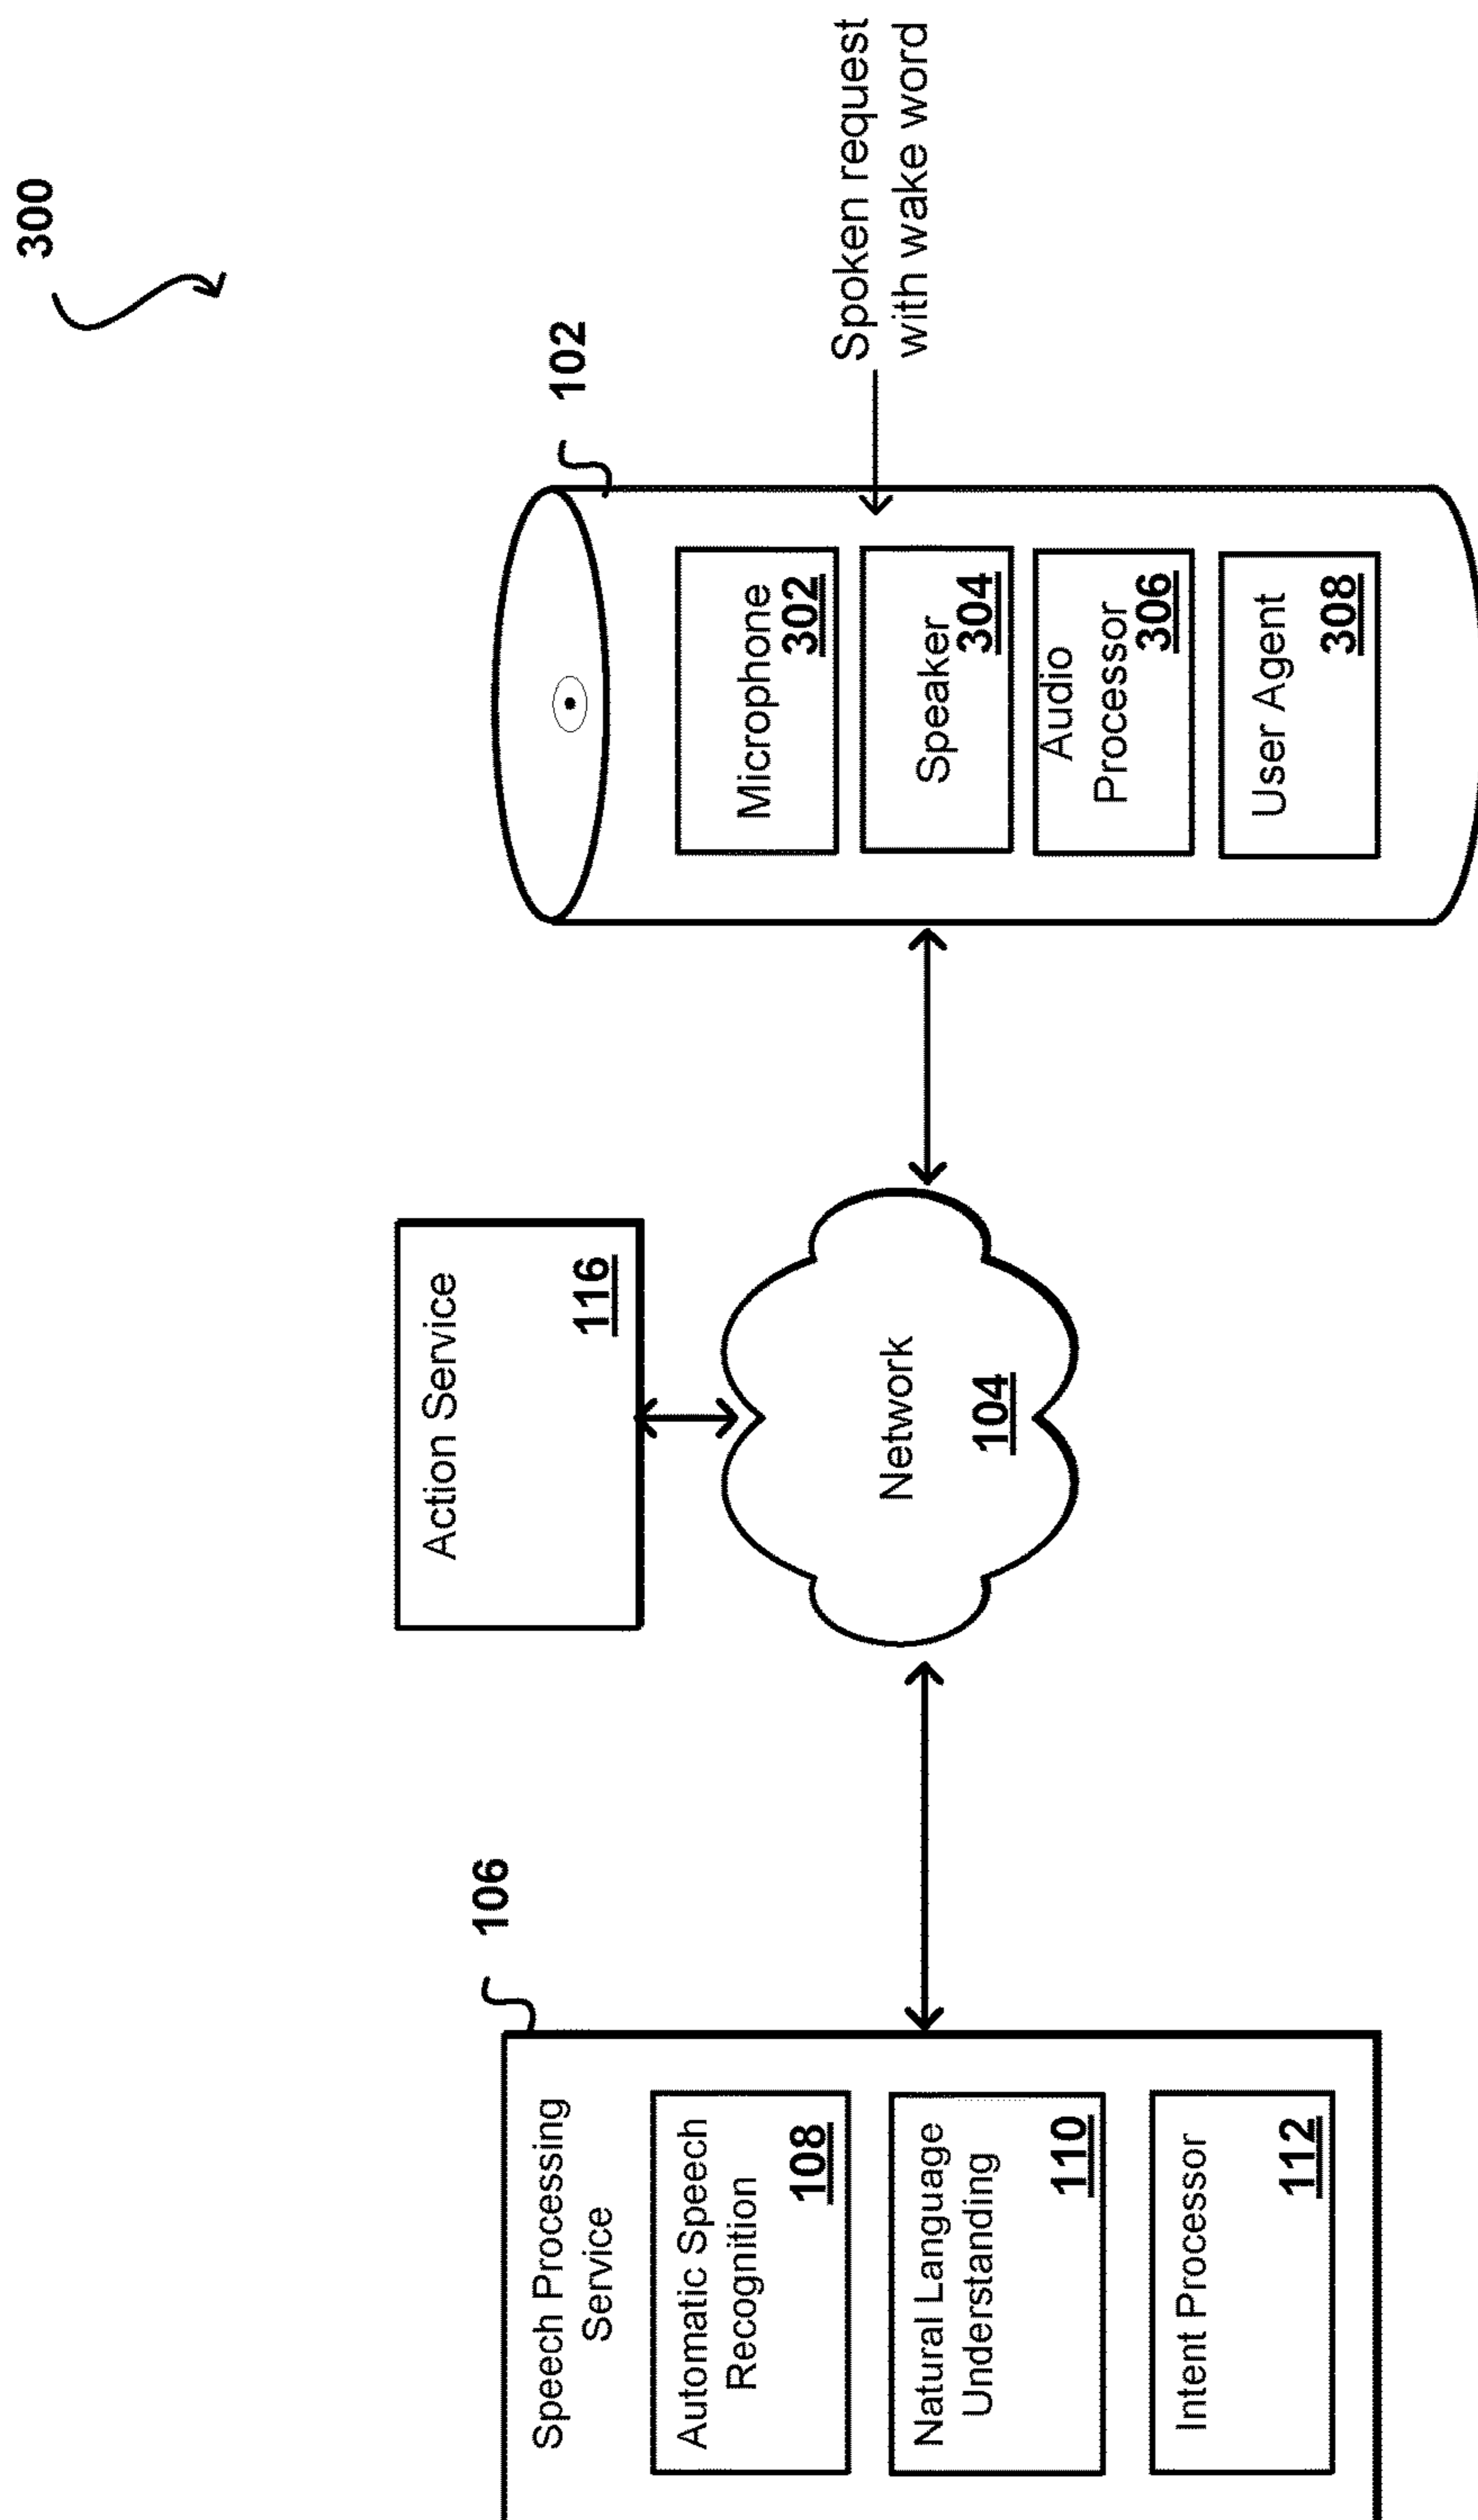 300
106
Speech Processing
Service
Automatic Speech
Recognition
108
Natural Language
Understanding
110
Intent Processor
112
Action Service
116
Network
104
102
Microphone
302
Speaker
304
Audio
Processor
306
User Agent
308
Spoken request
with wake word